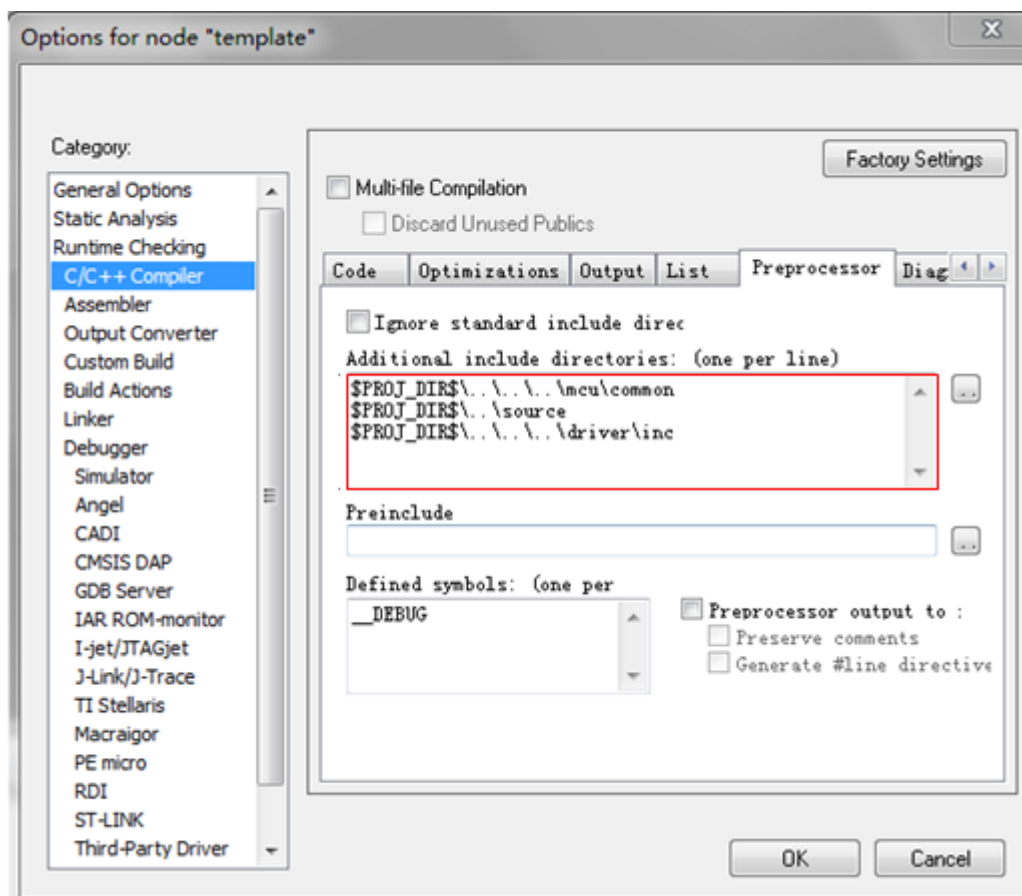 Options for node "template"
Category:
General Options
Static Analysis
Runtime Checking
C/C++ Compiler
Assembler
Output Converter
Custom Build
Build Actions
Linker
Debugger
Simulator
Angel
CADI
CMSIS DAP
GDB Server
IAR ROM-monitor
I-jet/JTAGjet
J-Link/J-Trace
TI Stellaris
Macraigor
PE micro
RDI
ST-LINK
Third-Party Driver
Factory Settings
Multi-file Compilation
Discard Unused Publics
Code Optimizations Output List Preprocessor Diag
Ignore standard include direc
Additional include directories: (one per line)
$PROJ_DIR$\..\..\..\mcu\common
$PROJ_DIR$\..\source
$PROJ_DIR$\..\..\..\driver\inc
..
Preinclude
..
Defined symbols: (one per
__DEBUG
Preprocessor output to :
Preserve comments
Generate #line directive
OK Cancel